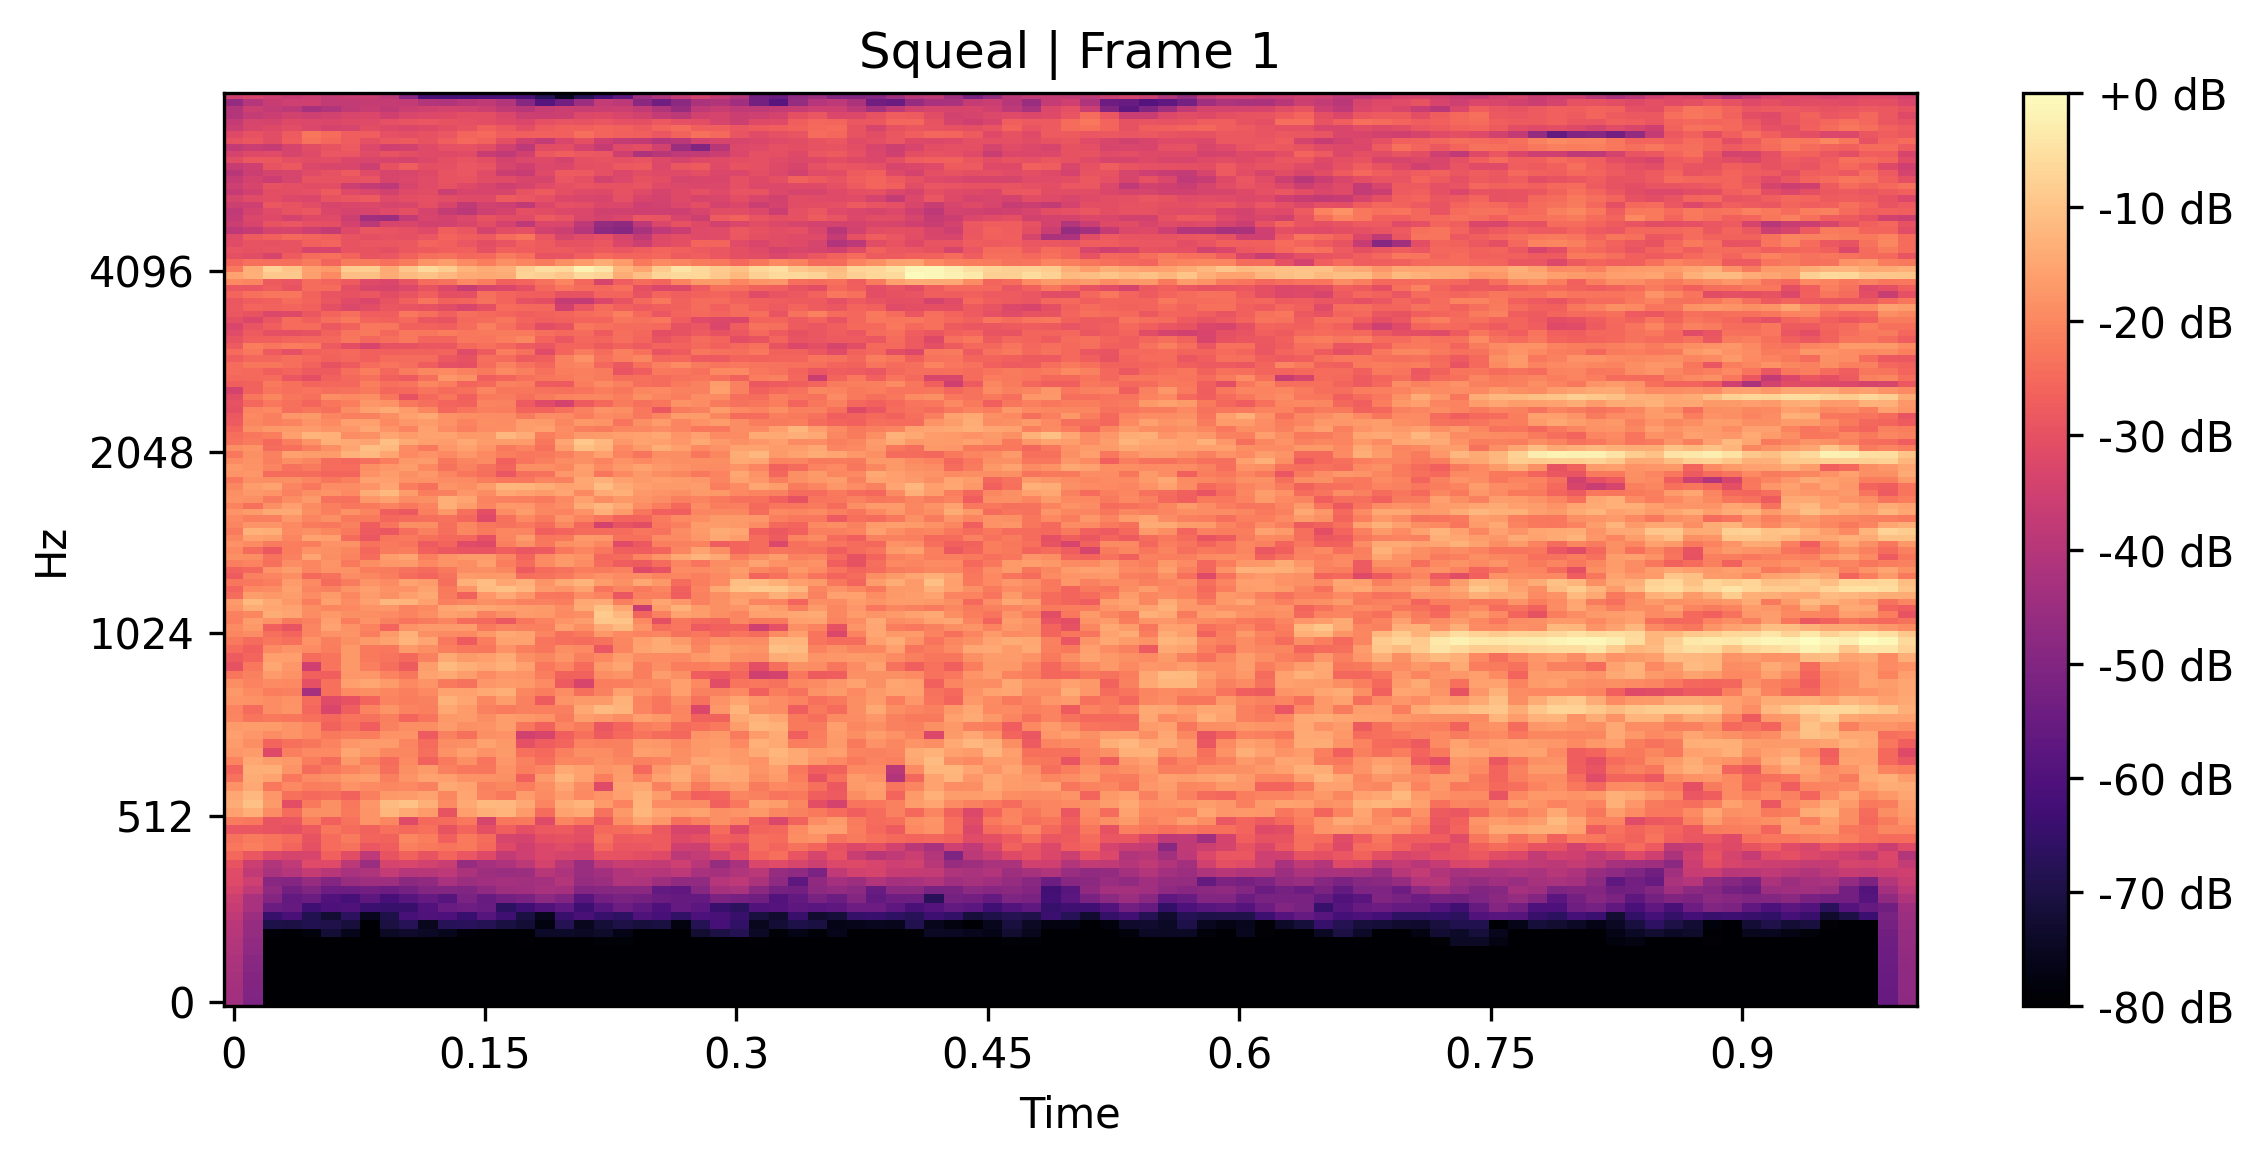 Squeal | Frame 1
Hz
4096
2048
1024
512
0
0 0.15 0.3 0.45 0.6 0.75 0.9
Time
+0 dB
-10 dB
-20 dB
-30 dB
-40 dB
-50 dB
-60 dB
-70 dB
-80 dB